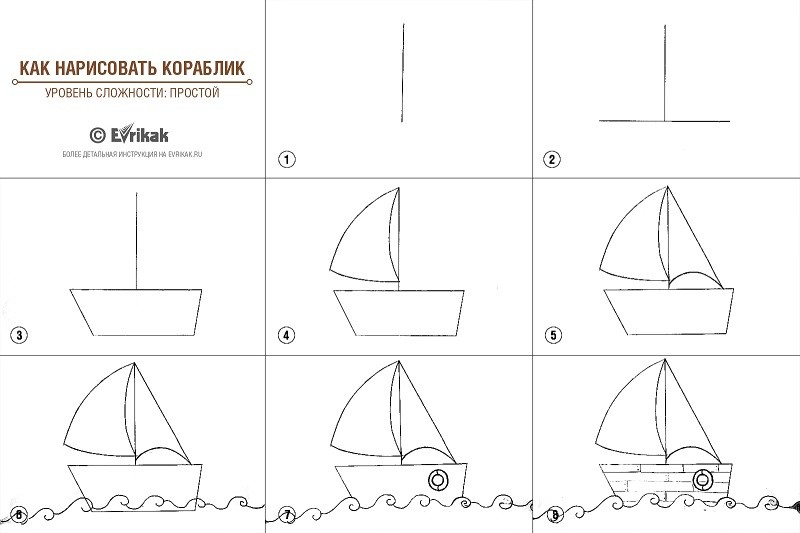 КАК НАРИСОВАТЬ КОРАБЛИК
УРОВЕНЬ СЛОЖНОСТИ: ПРОСТОЙ
© Evrikak
БОЛЕЕ ДЕТАЛЬНАЯ ИНСТРУКЦИЯ НА EVRIKAK.RU
1
2
3
4
5
6
7
8